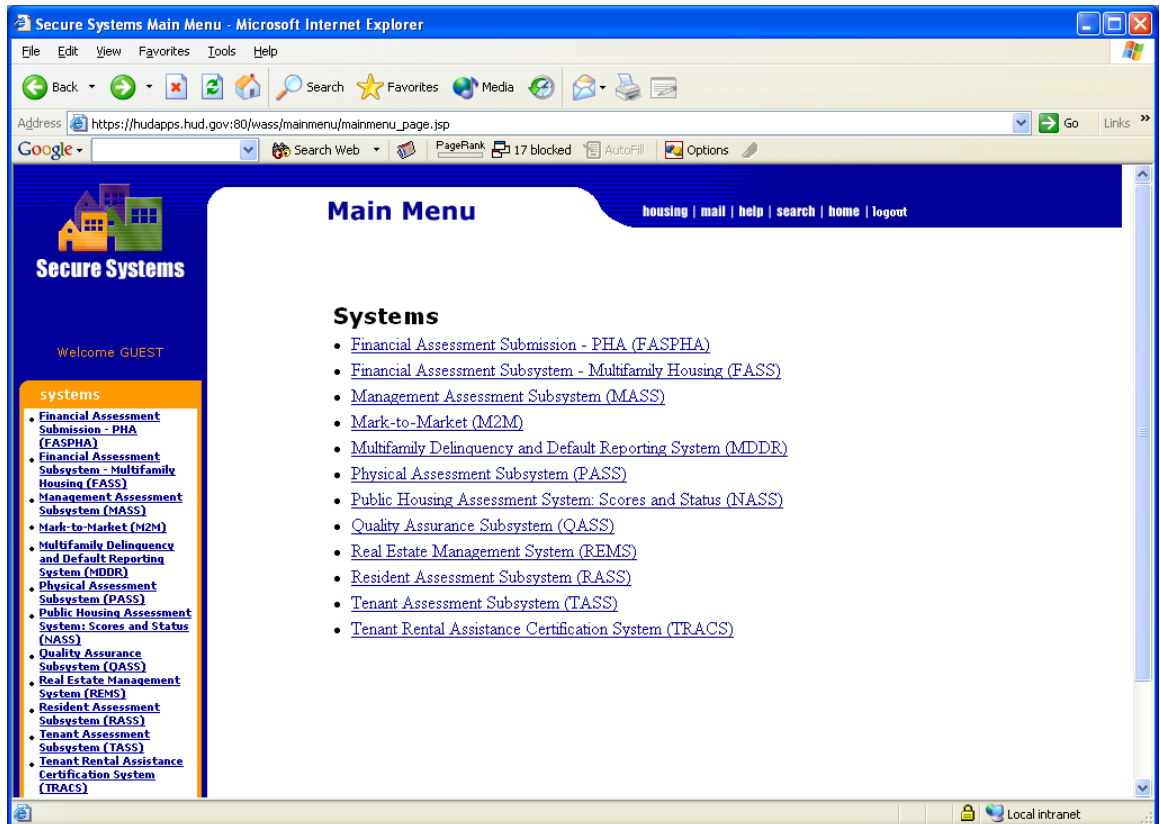 Secure Systems Main Menu - Microsoft Internet Explorer
File Edit View Favorites Tools Help
Back Search Favorites Media
Address https://hudapps.hud.gov:80/wass/mainmenu/mainmenu_page.jsp Go Links »
Google Search Web PageRank 17 blocked AutoFill Options
Main Menu
housing | mail | help | search | home | logout
Secure Systems
Welcome GUEST
systems
• Financial Assessment
Submission - PHA
(FASPHA)
• Financial Assessment
Subsystem - Multifamily
Housing (FASS)
• Management Assessment
Subsystem (MASS)
• Mark-to-Market (M2M)
• Multifamily Delinquency
and Default Reporting
System (MDDR)
• Physical Assessment
Subsystem (PASS)
• Public Housing Assessment
System: Scores and Status
(NASS)
• Quality Assurance
Subsystem (QASS)
• Real Estate Management
System (REMS)
• Resident Assessment
Subsystem (RASS)
• Tenant Assessment
Subsystem (TASS)
• Tenant Rental Assistance
Certification System
(TRACS)
Systems
• Financial Assessment Submission - PHA (FASPHA)
• Financial Assessment Subsystem - Multifamily Housing (FASS)
• Management Assessment Subsystem (MASS)
• Mark-to-Market (M2M)
• Multifamily Delinquency and Default Reporting System (MDDR)
• Physical Assessment Subsystem (PASS)
• Public Housing Assessment System: Scores and Status (NASS)
• Quality Assurance Subsystem (QASS)
• Real Estate Management System (REMS)
• Resident Assessment Subsystem (RASS)
• Tenant Assessment Subsystem (TASS)
• Tenant Rental Assistance Certification System (TRACS)
Local intranet